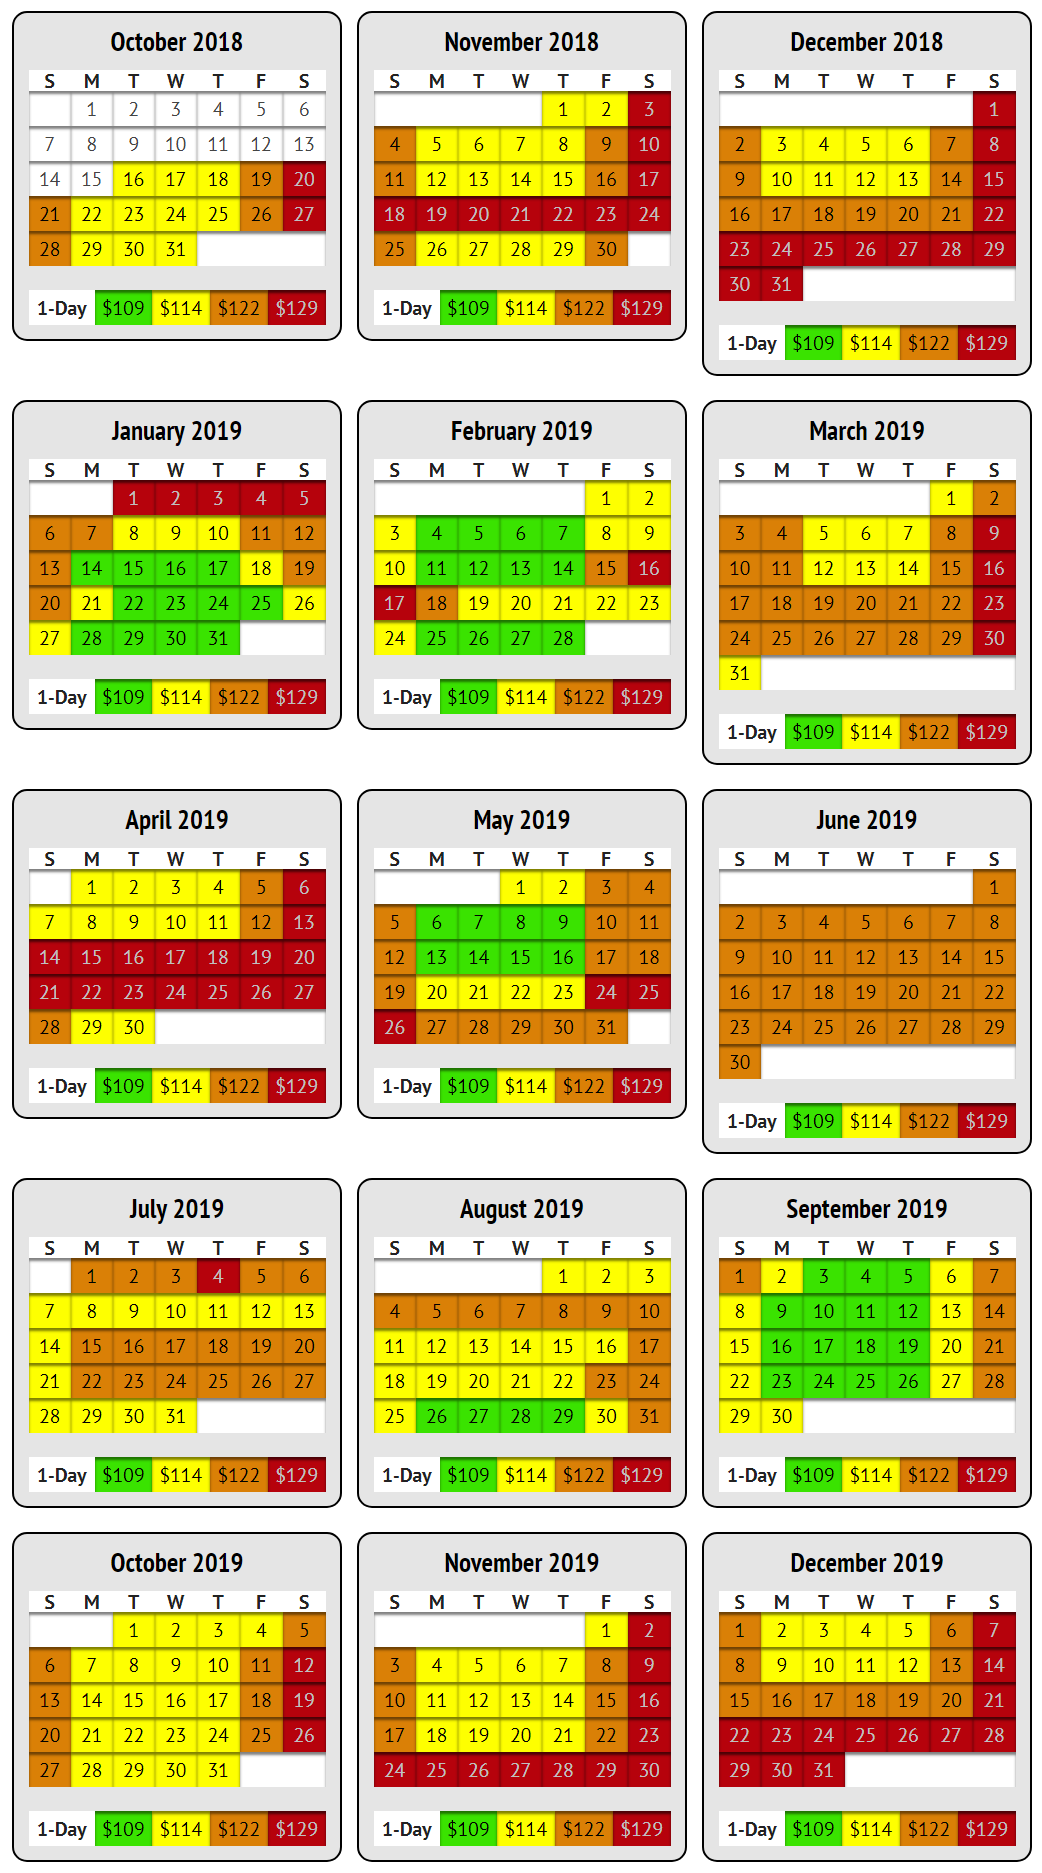 October 2018
S M T W T F S
1 2 3 4 5 6
7 8 9 10 11 12 13
14 15 16 17 18 19 20
21 22 23 24 25 26 27
28 29 30 31
1-Day $109 $114 $122 $129
November 2018
S M T W T F S
1 2 3
4 5 6 7 8 9 10
11 12 13 14 15 16 17
18 19 20 21 22 23 24
25 26 27 28 29 30
1-Day $109 $114 $122 $129
December 2018
S M T W T F S
1
2 3 4 5 6 7 8
9 10 11 12 13 14 15
16 17 18 19 20 21 22
23 24 25 26 27 28 29
30 31
1-Day $109 $114 $122 $129
January 2019
S M T W T F S
1 2 3 4 5
6 7 8 9 10 11 12
13 14 15 16 17 18 19
20 21 22 23 24 25 26
27 28 29 30 31
1-Day $109 $114 $122 $129
February 2019
S M T W T F S
1 2
3 4 5 6 7 8 9
10 11 12 13 14 15 16
17 18 19 20 21 22 23
24 25 26 27 28
1-Day $109 $114 $122 $129
March 2019
S M T W T F S
1 2
3 4 5 6 7 8 9
10 11 12 13 14 15 16
17 18 19 20 21 22 23
24 25 26 27 28 29 30
31
1-Day $109 $114 $122 $129
April 2019
S M T W T F S
1 2 3 4 5 6
7 8 9 10 11 12 13
14 15 16 17 18 19 20
21 22 23 24 25 26 27
28 29 30
1-Day $109 $114 $122 $129
May 2019
S M T W T F S
1 2 3 4
5 6 7 8 9 10 11
12 13 14 15 16 17 18
19 20 21 22 23 24 25
26 27 28 29 30 31
1-Day $109 $114 $122 $129
June 2019
S M T W T F S
1
2 3 4 5 6 7 8
9 10 11 12 13 14 15
16 17 18 19 20 21 22
23 24 25 26 27 28 29
30
1-Day $109 $114 $122 $129
July 2019
S M T W T F S
1 2 3 4 5 6
7 8 9 10 11 12 13
14 15 16 17 18 19 20
21 22 23 24 25 26 27
28 29 30 31
1-Day $109 $114 $122 $129
August 2019
S M T W T F S
1 2 3
4 5 6 7 8 9 10
11 12 13 14 15 16 17
18 19 20 21 22 23 24
25 26 27 28 29 30 31
1-Day $109 $114 $122 $129
September 2019
S M T W T F S
1 2 3 4 5 6 7
8 9 10 11 12 13 14
15 16 17 18 19 20 21
22 23 24 25 26 27 28
29 30
1-Day $109 $114 $122 $129
October 2019
S M T W T F S
1 2 3 4 5
6 7 8 9 10 11 12
13 14 15 16 17 18 19
20 21 22 23 24 25 26
27 28 29 30 31
1-Day $109 $114 $122 $129
November 2019
S M T W T F S
1 2
3 4 5 6 7 8 9
10 11 12 13 14 15 16
17 18 19 20 21 22 23
24 25 26 27 28 29 30
1-Day $109 $114 $122 $129
December 2019
S M T W T F S
1 2 3 4 5 6 7
8 9 10 11 12 13 14
15 16 17 18 19 20 21
22 23 24 25 26 27 28
29 30 31
1-Day $109 $114 $122 $129